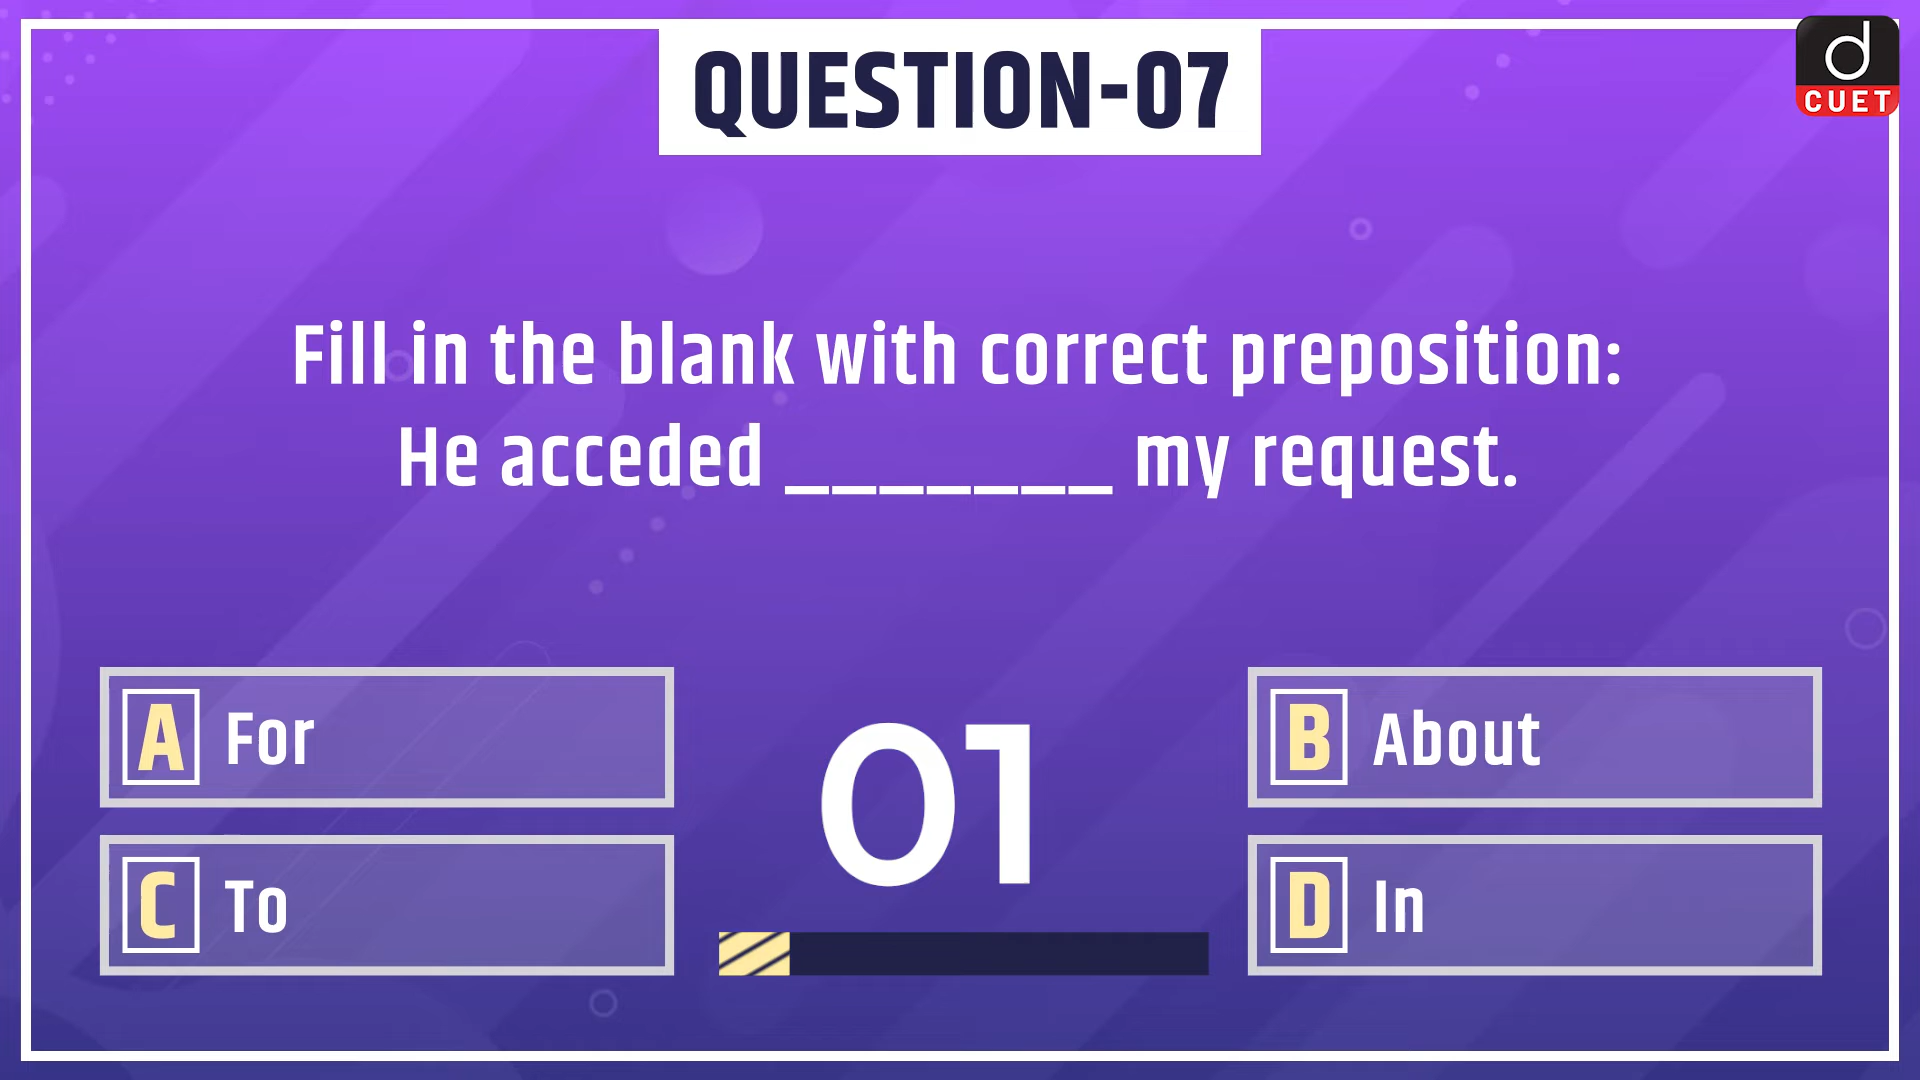 QUESTION-07
d
CUET
Fill in the blank with correct preposition:
He acceded _______ my request.
A For
B About
01
C To
D In